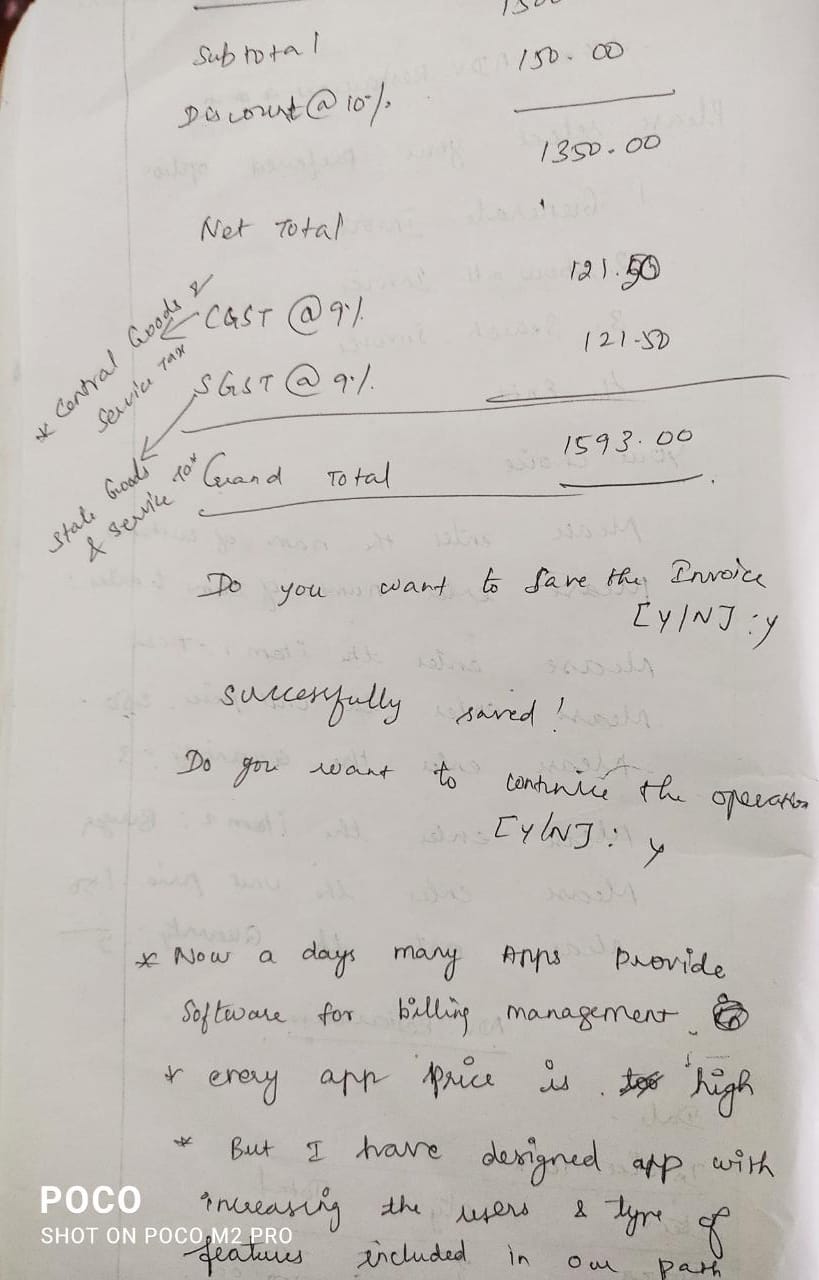 Subtotal
150.00
Discount @ 10%.
1350.00
Net Total
121.50
* Central Goods &
Service Tax
CGST @ 9%
121.50
SGST @ 9%.
State Goods
& Service Tax
Grand Total 1593.00
Do you want to save the Invoice
[Y/N] : y
Successfully saved!
Do you want to continue the operation
[Y/N] : y
* Now a days many Apps Provide
Software for billing management.
* every app price is high
* But I have designed app with
increasing the users & type of
features included in our path
POCO
SHOT ON POCO M2 PRO